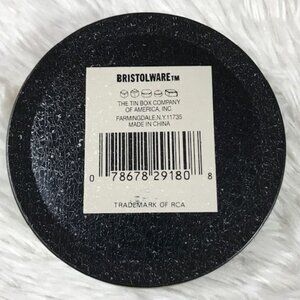 BRISTOLWARE™
THE TIN BOX COMPANY
OF AMERICA, INC.
FARMINGDALE, N.Y. 11735
MADE IN CHINA
0 78678 29180 8
TRADEMARK OF RCA